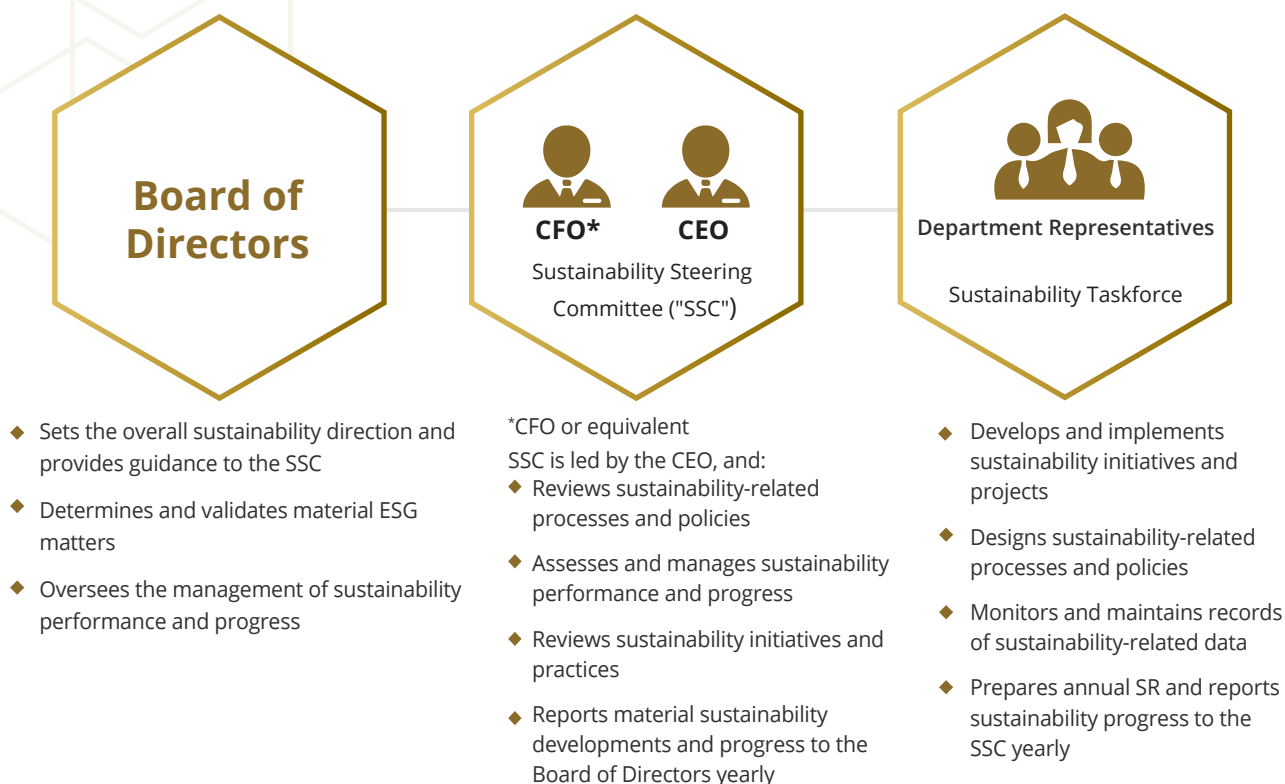 Board of
Directors
CFO*
CEO
Sustainability Steering
Committee ("SSC")
Department Representatives
Sustainability Taskforce
◆ Sets the overall sustainability direction and
provides guidance to the SSC
◆ Determines and validates material ESG
matters
◆ Oversees the management of sustainability
performance and progress
*CFO or equivalent
SSC is led by the CEO, and:
◆ Reviews sustainability-related
processes and policies
◆ Assesses and manages sustainability
performance and progress
◆ Reviews sustainability initiatives and
practices
◆ Reports material sustainability
developments and progress to the
Board of Directors yearly
◆ Develops and implements
sustainability initiatives and
projects
◆ Designs sustainability-related
processes and policies
◆ Monitors and maintains records
of sustainability-related data
◆ Prepares annual SR and reports
sustainability progress to the
SSC yearly